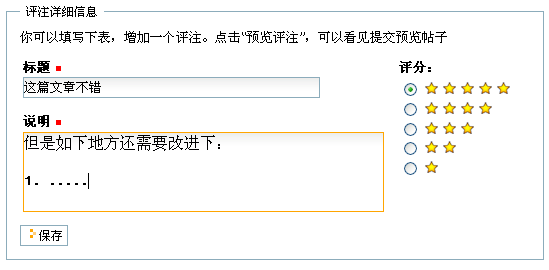 评注详细信息
你可以填写下表，增加一个评注。点击“预览评注”，可以看见提交预览帖子
标题
这篇文章不错
说明
但是如下地方还需要改进下：
1. .....
评分：
保存